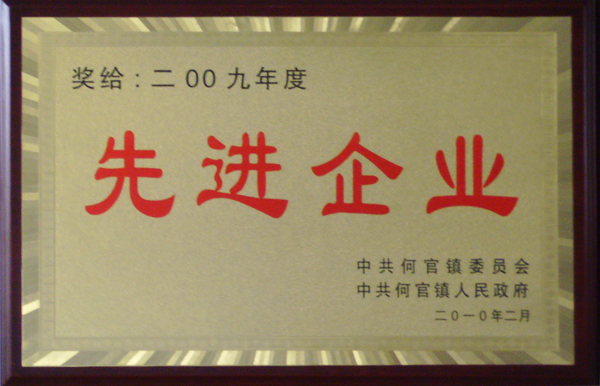 奖给：二00九年度
先进企业
中共何官镇委员会
中共何官镇人民政府
二0一0年二月